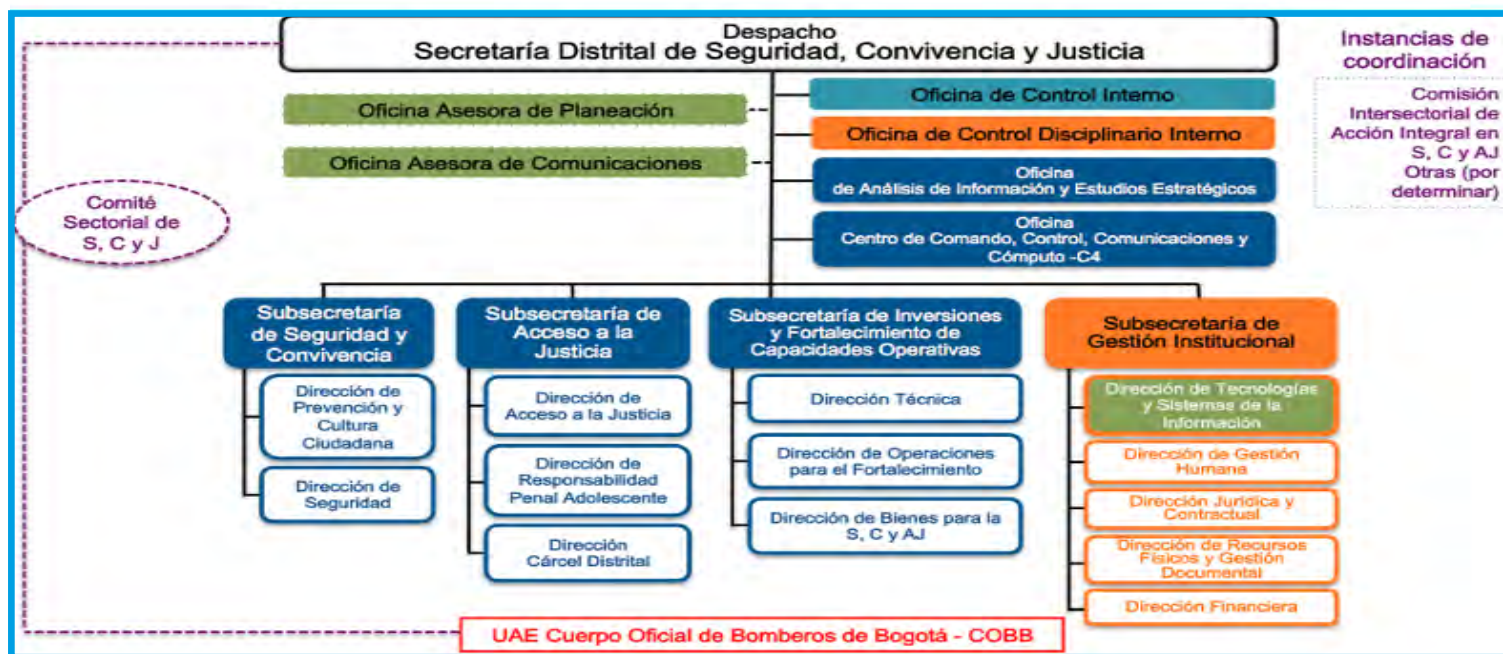 Despacho
Secretaría Distrital de Seguridad, Convivencia y Justicia
Instancias de
coordinación
Comisión
Intersectorial de
Acción Integral en
S, C y AJ
Otras (por
determinar)
Oficina Asesora de Planeación
Oficina de Control Interno
Oficina de Control Disciplinario Interno
Oficina Asesora de Comunicaciones
Oficina
de Análisis de Información y Estudios Estratégicos
Oficina
Centro de Comando, Control, Comunicaciones y
Cómputo -C4
Comité
Sectorial de
S, C y J
Subsecretaría
de Seguridad y
Convivencia
Dirección de
Prevención y
Cultura
Ciudadana
Dirección de
Seguridad
Subsecretaría de
Acceso a la
Justicia
Dirección de
Acceso a la Justicia
Dirección de
Responsabilidad
Penal Adolescente
Dirección
Cárcel Distrital
Subsecretaría de Inversiones
y Fortalecimiento de
Capacidades Operativas
Dirección Técnica
Dirección de Operaciones
para el Fortalecimiento
Dirección de Bienes para la
S, C y AJ
Subsecretaría de
Gestión Institucional
Dirección de Tecnologías
y Sistemas de la
Información
Dirección de Gestión
Humana
Dirección Jurídica y
Contractual
Dirección de Recursos
Físicos y Gestión
Documental
Dirección Financiera
UAE Cuerpo Oficial de Bomberos de Bogotá - COBB